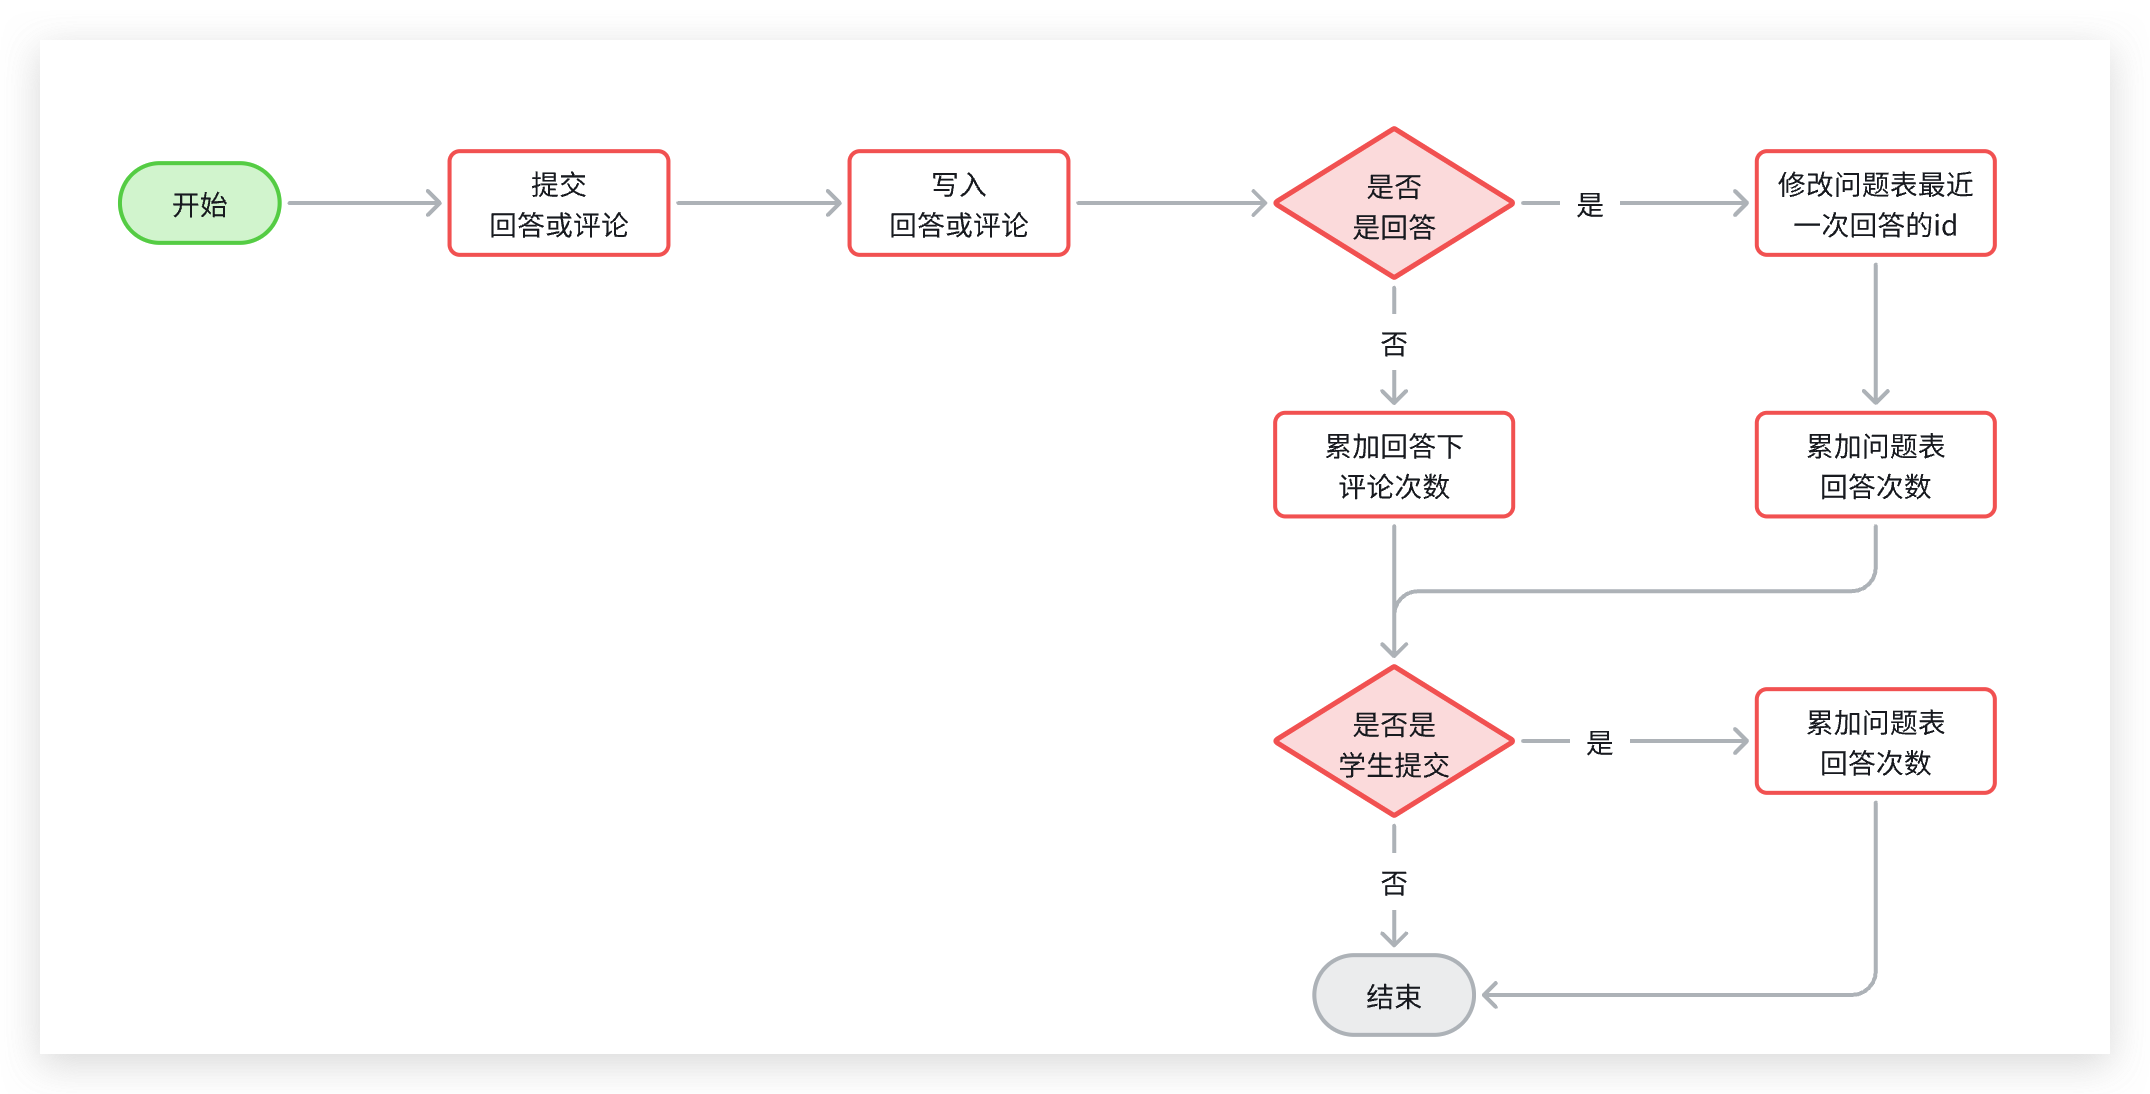 开始
提交
回答或评论
写入
回答或评论
是否
是回答
是
修改问题表最近
一次回答的id
否
累加回答下
评论次数
累加问题表
回答次数
是否是
学生提交
是
累加问题表
回答次数
否
结束